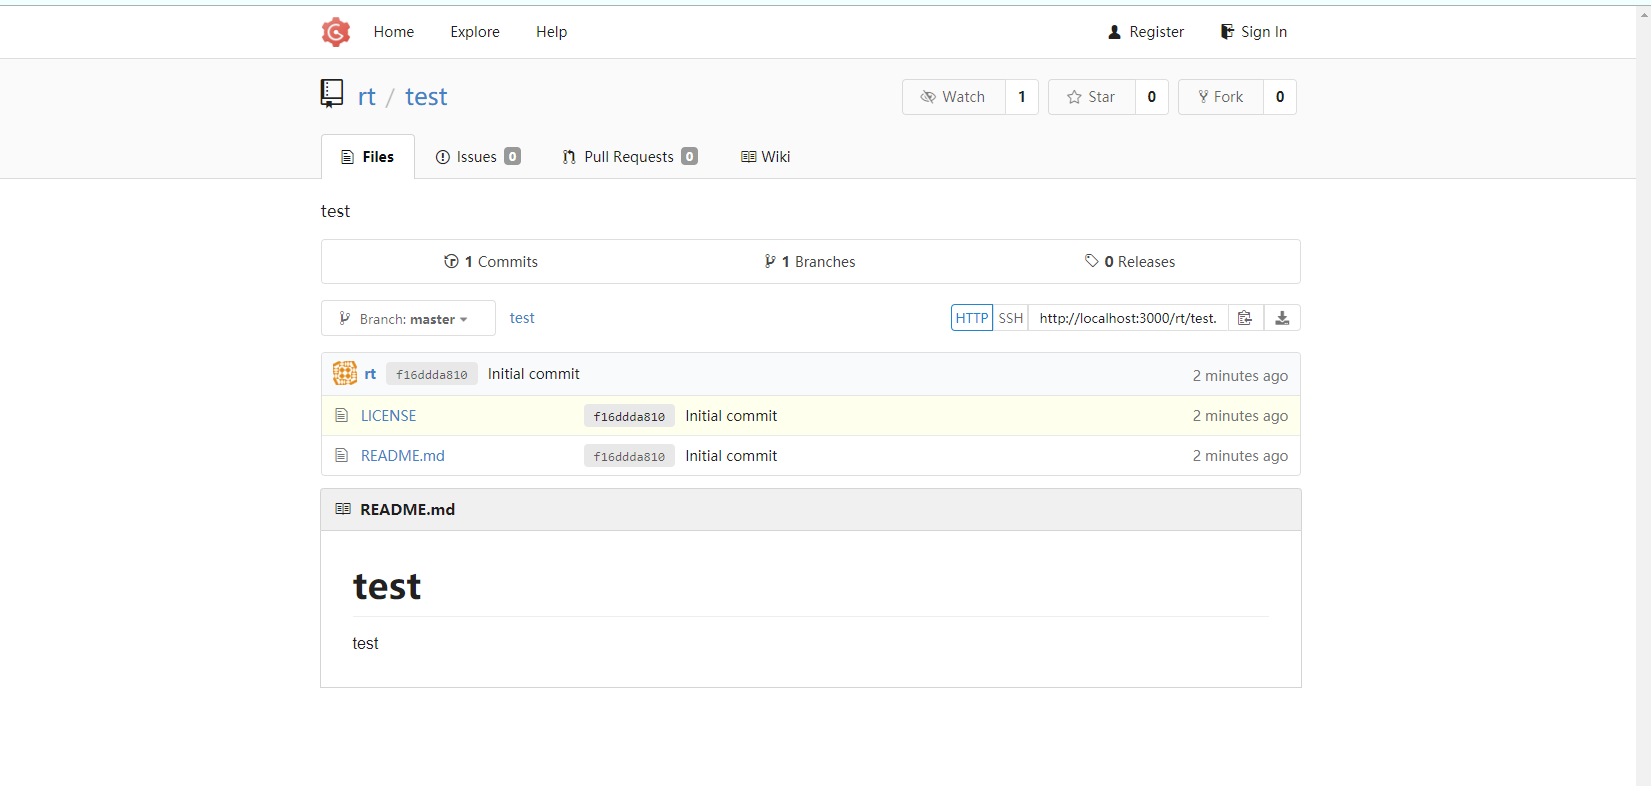 Home Explore Help Register Sign In
rt / test Watch 1 Star 0 Fork 0
Files Issues 0 Pull Requests 0 Wiki
test
1 Commits 1 Branches 0 Releases
Branch: master test HTTP SSH http://localhost:3000/rt/test.
rt f16ddda810 Initial commit 2 minutes ago
LICENSE f16ddda810 Initial commit 2 minutes ago
README.md f16ddda810 Initial commit 2 minutes ago
README.md
test
test